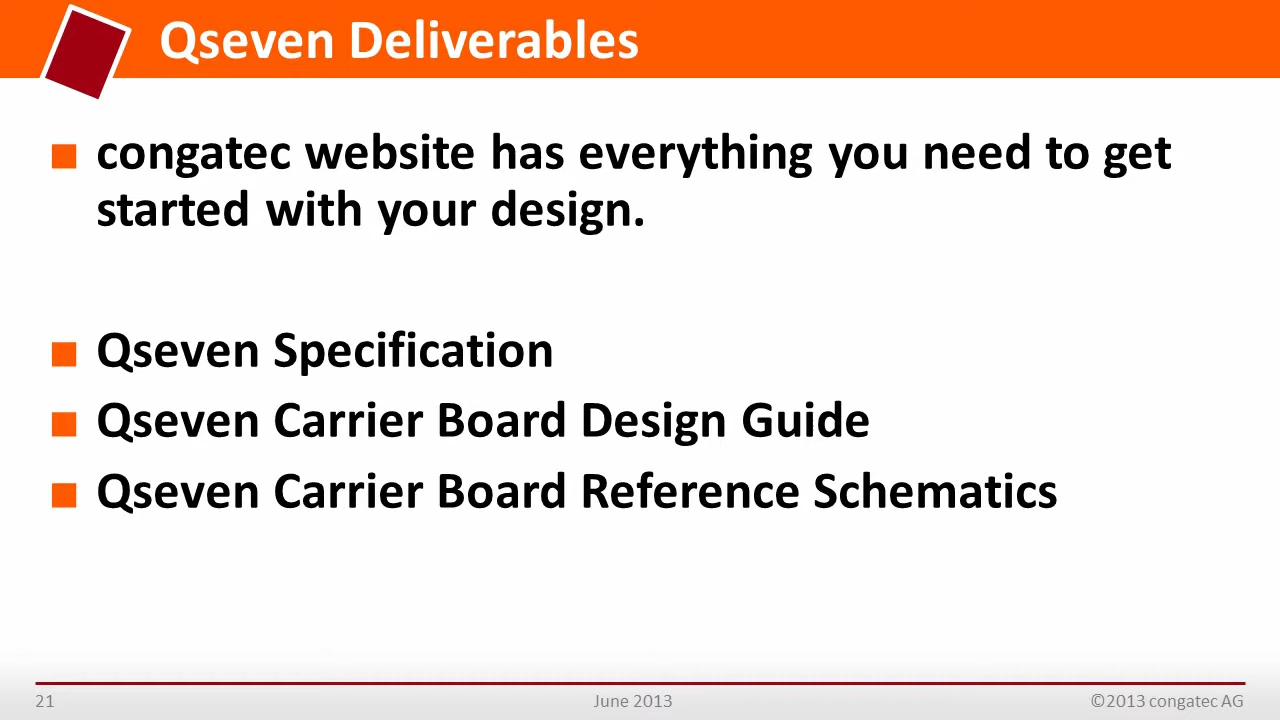 Qseven Deliverables
congatec website has everything you need to get
started with your design.
Qseven Specification
Qseven Carrier Board Design Guide
Qseven Carrier Board Reference Schematics
21
June 2013
©2013 congatec AG